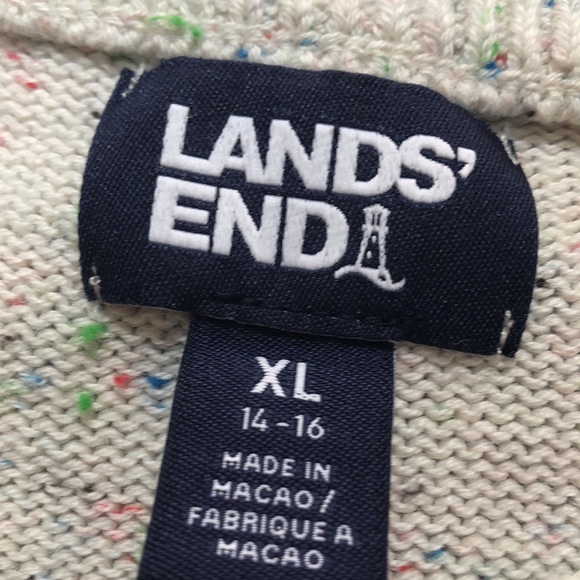 LANDS'
END
XL
14-16
MADE IN
MACAO/
FABRIQUE A
MACAO